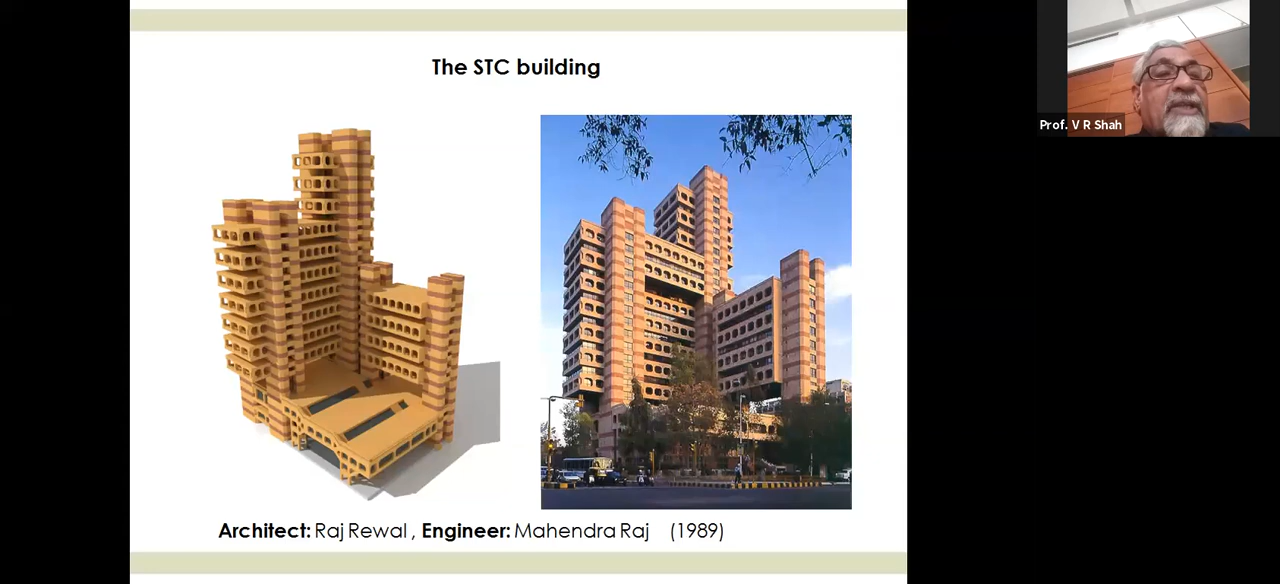 The STC building
Prof. V R Shah
Architect: Raj Rewal , Engineer: Mahendra Raj (1989)